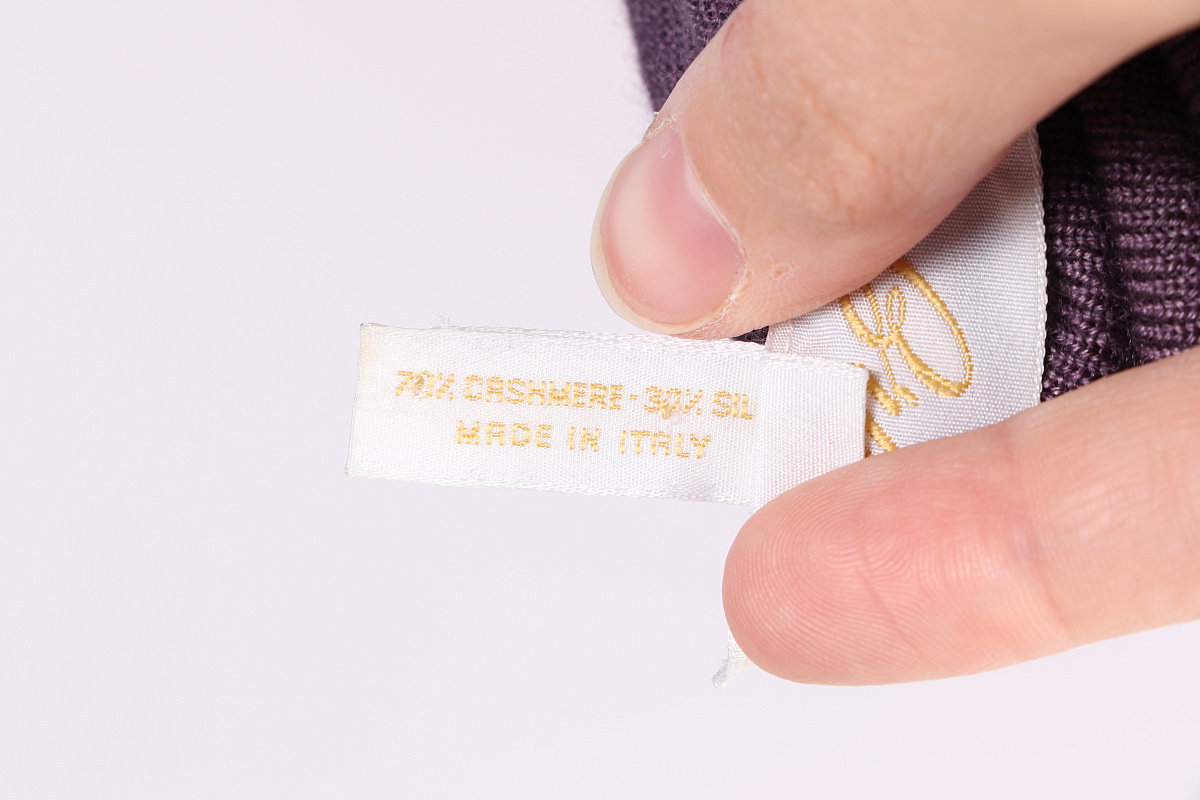 70% CASHMERE · 30% SIL
MADE IN ITALY